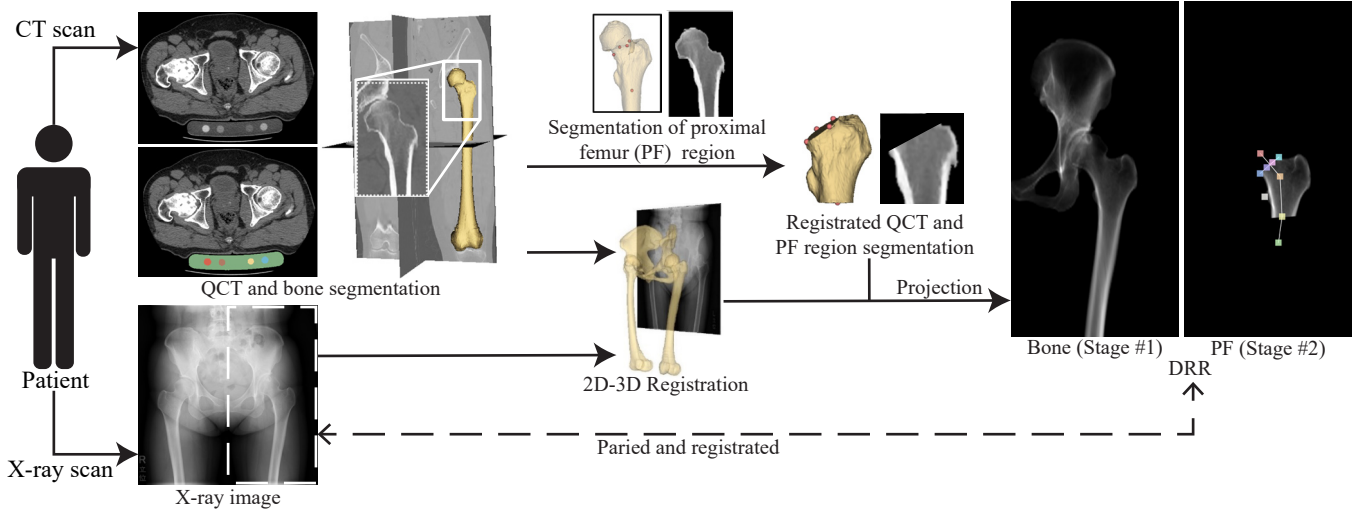 CT scan
Patient
X-ray scan
QCT and bone segmentation
X-ray image
Segmentation of proximal
femur (PF) region
2D-3D Registration
Registrated QCT and
PF region segmentation
Projection
Bone (Stage #1)
PF (Stage #2)
DRR
Paried and registrated